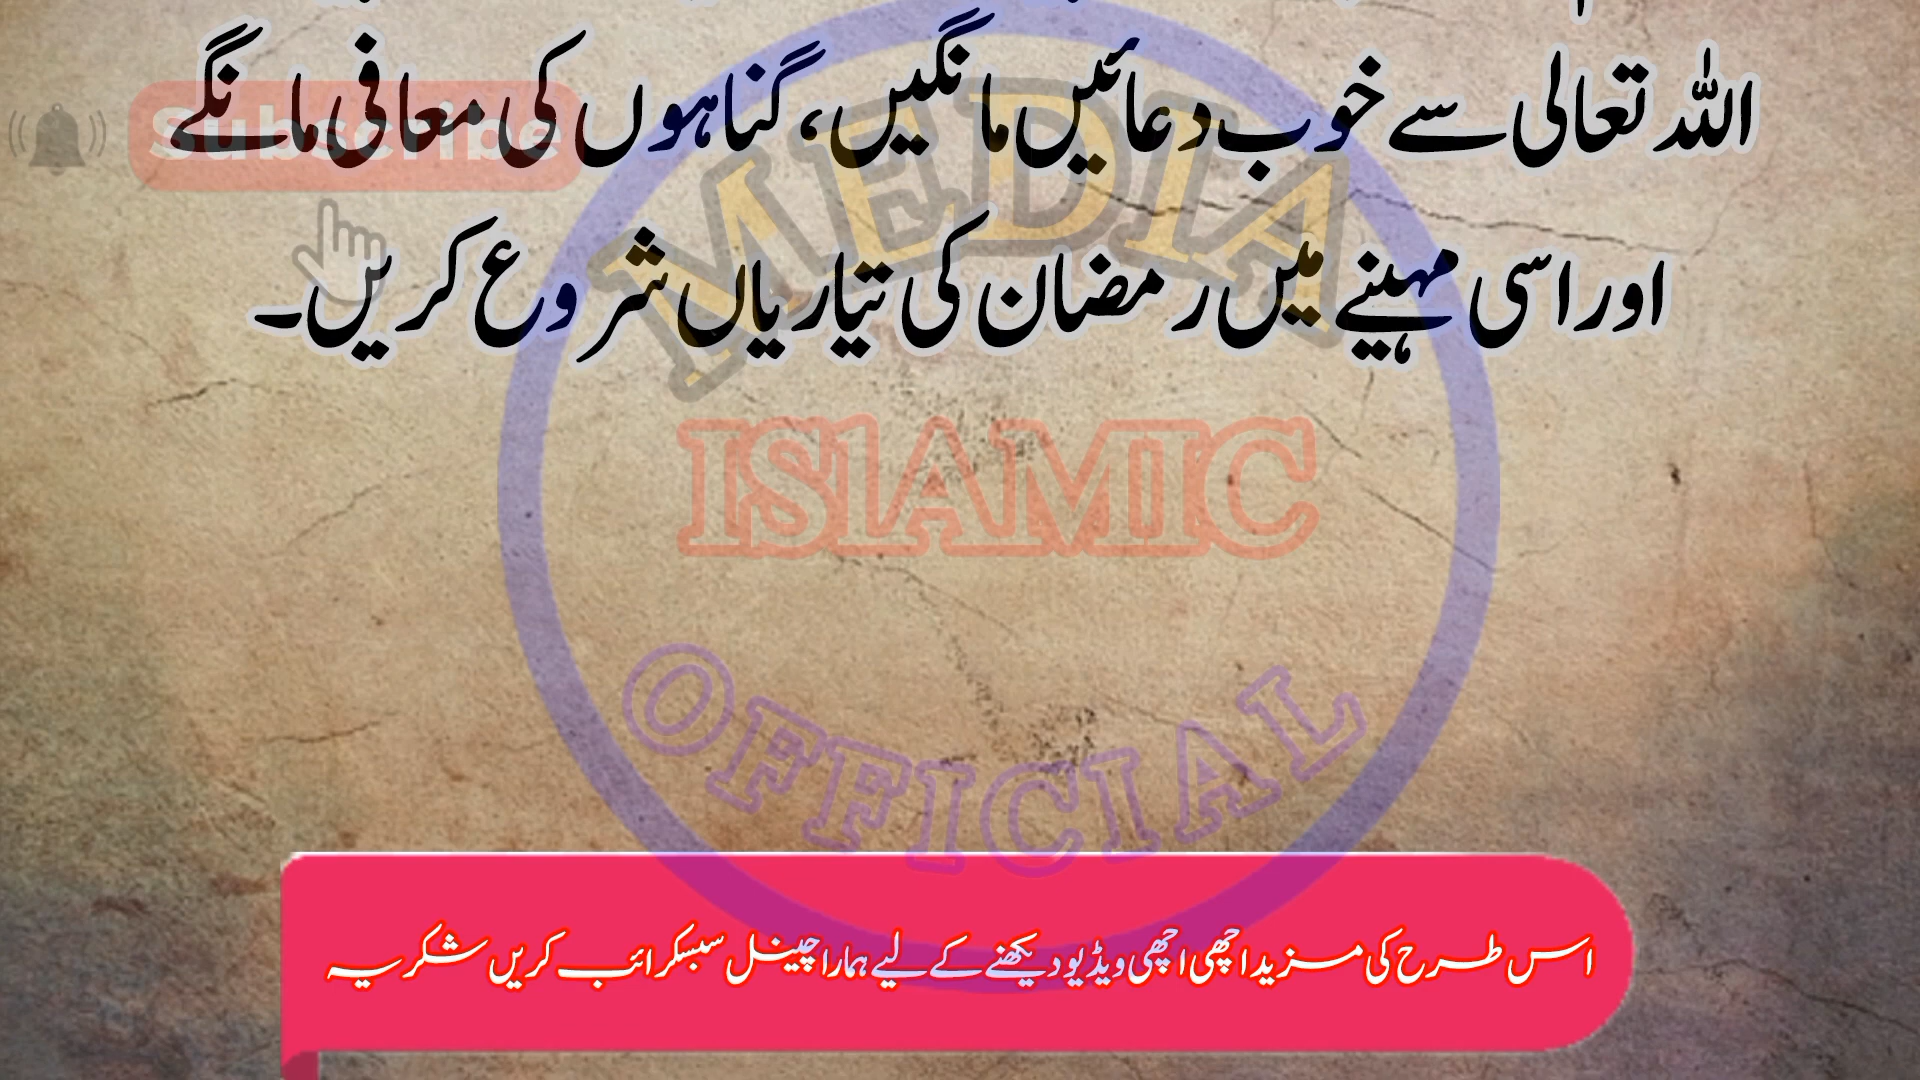 اللہ تعالی سے خوب دعائیں مانگیں، گناہوں کی معافی مانگے
Subscribe
اور اسی مہینے میں رمضان کی تیاریاں شروع کریں۔
MEDIA
ISlAMIC
OFFICIAL
اس طرح کی مزید اچھی اچھی ویڈیو دیکھنے کے لیے ہمارا چینل سبسکرائب کریں شکریہ